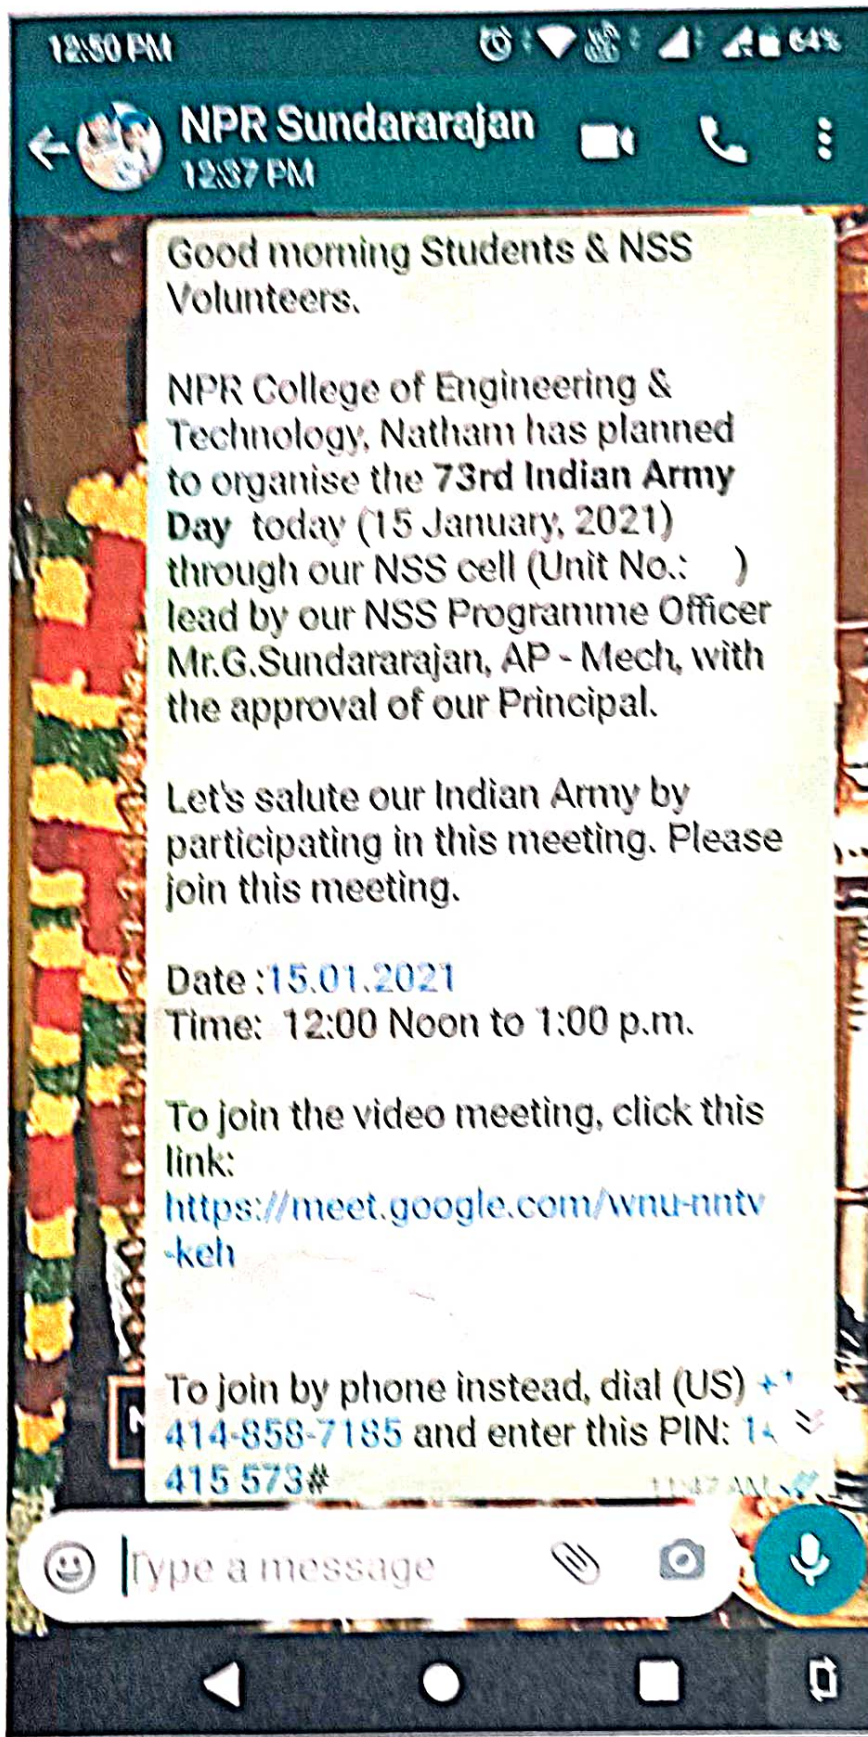 12:50 PM
64%
NPR Sundararajan
12:37 PM
Good morning Students & NSS
Volunteers.
NPR College of Engineering &
Technology, Natham has planned
to organise the 73rd Indian Army
Day today (15 January, 2021)
through our NSS cell (Unit No.: )
lead by our NSS Programme Officer
Mr.G.Sundararajan, AP - Mech, with
the approval of our Principal.
Let's salute our Indian Army by
participating in this meeting. Please
join this meeting.
Date :15.01.2021
Time: 12:00 Noon to 1:00 p.m.
To join the video meeting, click this
link:
https://meet.google.com/wnu-nntv
-keh
To join by phone instead, dial (US) +1
414-858-7185 and enter this PIN:
415 573#
11:47 AM
Type a message